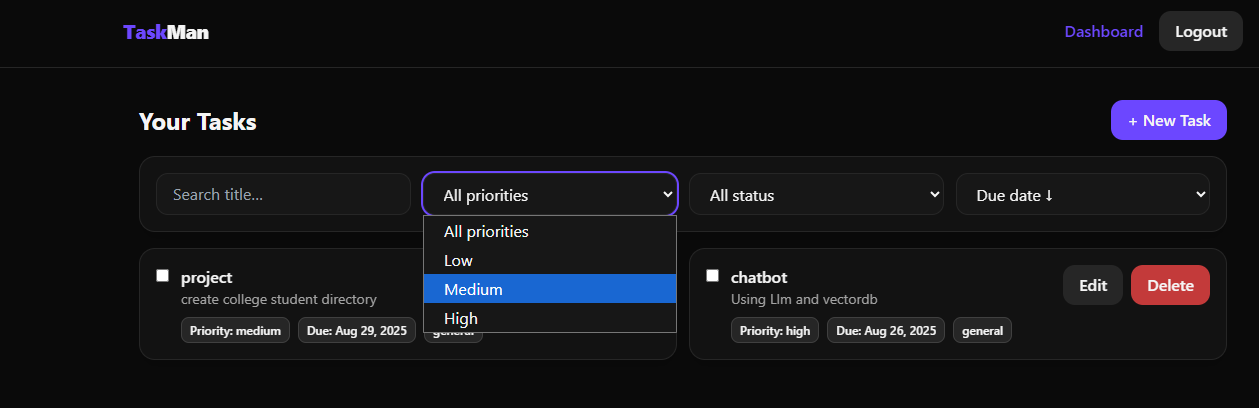 TaskMan
Dashboard
Logout
Your Tasks
+ New Task
Search title...
All priorities
All status
Due date ↓
All priorities
Low
Medium
High
project
create college student directory
Priority: medium
Due: Aug 29, 2025
general
chatbot
Using Llm and vectordb
Priority: high
Due: Aug 26, 2025
general
Edit
Delete